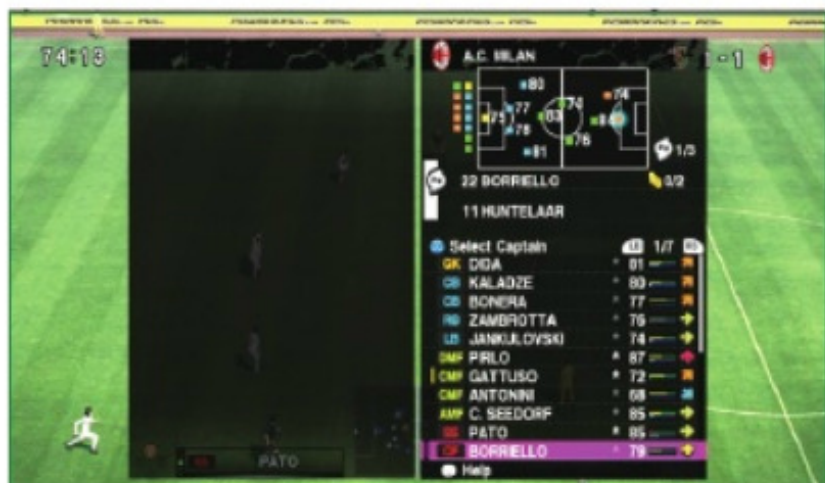 74:13
A.C. MILAN
1 - 1
80
74
77
74
75
83
84
78
76
81
1/3
22 BORRIELLO
0/2
11 HUNTELAAR
Select Captain
1/7
GK DIDA 81
CB KALADZE 80
CB BONERA 77
RB ZAMBROTTA 76
LB JANKULOVSKI 74
DMF PIRLO 87
CMF GATTUSO 72
CMF ANTONINI 68
AMF C. SEEDORF 85
SS PATO 85
CF BORRIELLO 79
SS PATO
Help